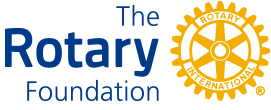 The
Rotary
Foundation
ROTARY
INTERNATIONAL
®